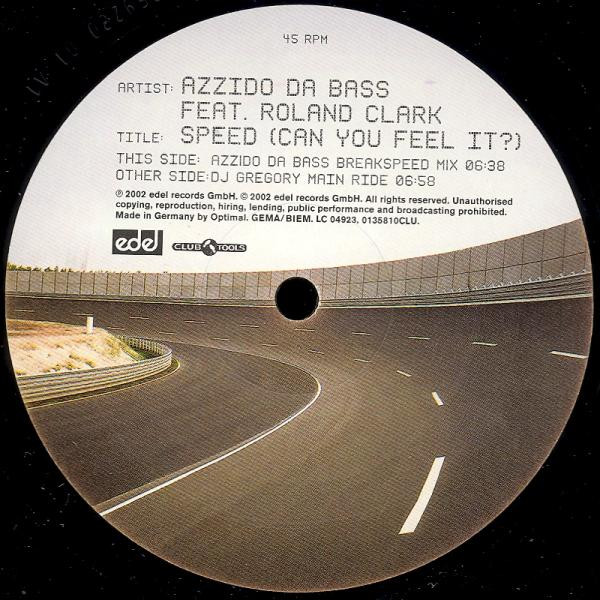 45 RPM
ARTIST: AZZIDO DA BASS
FEAT. ROLAND CLARK
TITLE: SPEED (CAN YOU FEEL IT?)
THIS SIDE: AZZIDO DA BASS BREAKSPEED MIX 06:38
OTHER SIDE:DJ GREGORY MAIN RIDE 06:58
℗ 2002 edel records GmbH. © 2002 edel records GmbH. All rights reserved. Unauthorised
copying, reproduction, hiring, lending, public performance and broadcasting prohibited.
Made in Germany by Optimal. GEMA/BIEM. LC 04923, 0135810CLU.
edel CLUB TOOLS